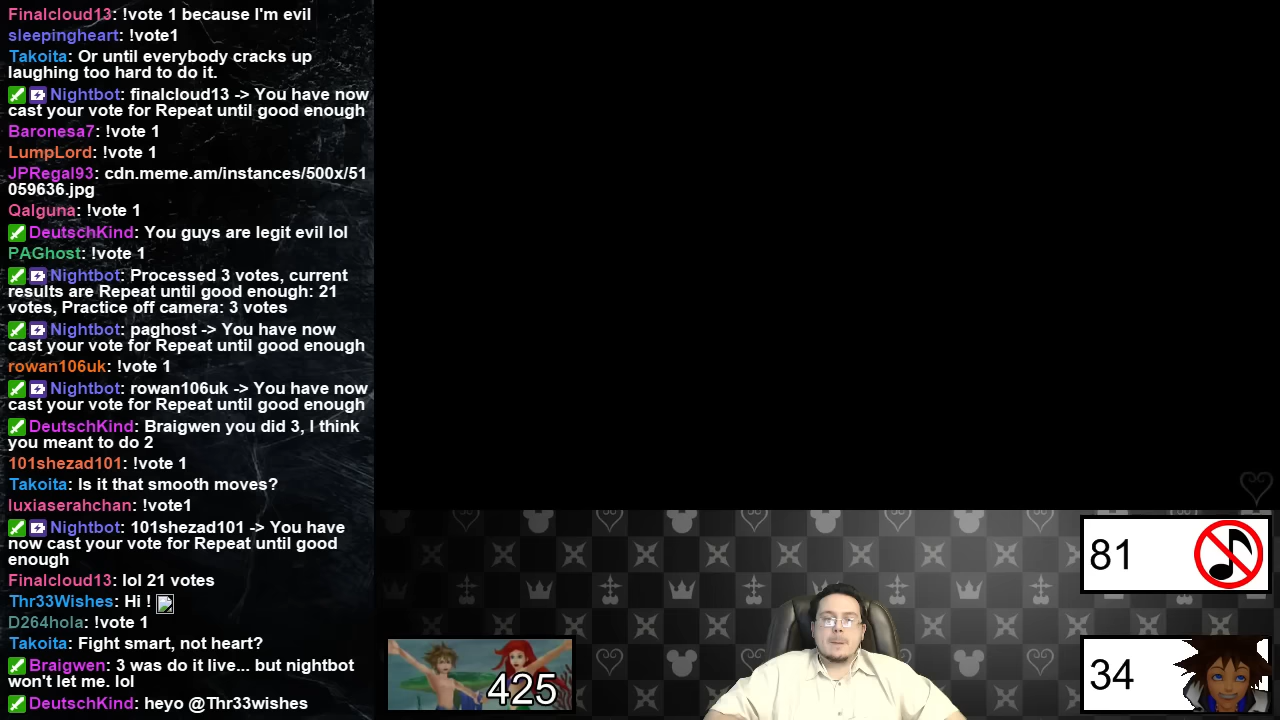 Finalcloud13: !vote 1 because I'm evil
sleepingheart: !vote1
Takoita: Or until everybody cracks up
laughing too hard to do it.
Nightbot: finalcloud13 -> You have now
cast your vote for Repeat until good enough
Baronesa7: !vote 1
LumpLord: !vote 1
JPRegal93: cdn.meme.am/instances/500x/51
059636.jpg
Qalguna: !vote 1
DeutschKind: You guys are legit evil lol
PAGhost: !vote 1
Nightbot: Processed 3 votes, current
results are Repeat until good enough: 21
votes, Practice off camera: 3 votes
Nightbot: paghost -> You have now
cast your vote for Repeat until good enough
rowan106uk: !vote 1
Nightbot: rowan106uk -> You have now
cast your vote for Repeat until good enough
DeutschKind: Braigwen you did 3, I think
you meant to do 2
101shezad101: !vote 1
Takoita: Is it that smooth moves?
luxiaserahchan: !vote1
Nightbot: 101shezad101 -> You have
now cast your vote for Repeat until good
enough
Finalcloud13: lol 21 votes
Thr33Wishes: Hi !
D264hola: !vote 1
Takoita: Fight smart, not heart?
Braigwen: 3 was do it live... but nightbot
won't let me. lol
DeutschKind: heyo @Thr33wishes
81
34
425